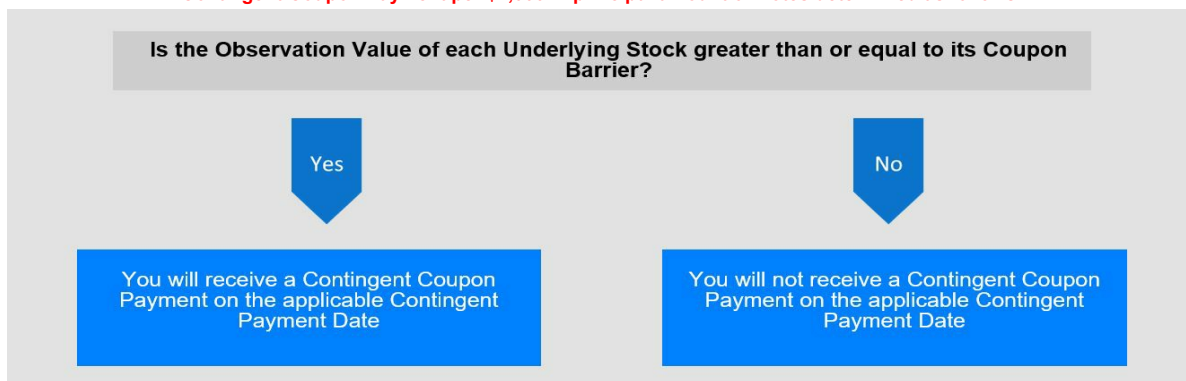 Is the Observation Value of each Underlying Stock greater than or equal to its Coupon
Barrier?
Yes
No
You will receive a Contingent Coupon
Payment on the applicable Contingent
Payment Date
You will not receive a Contingent Coupon
Payment on the applicable Contingent
Payment Date